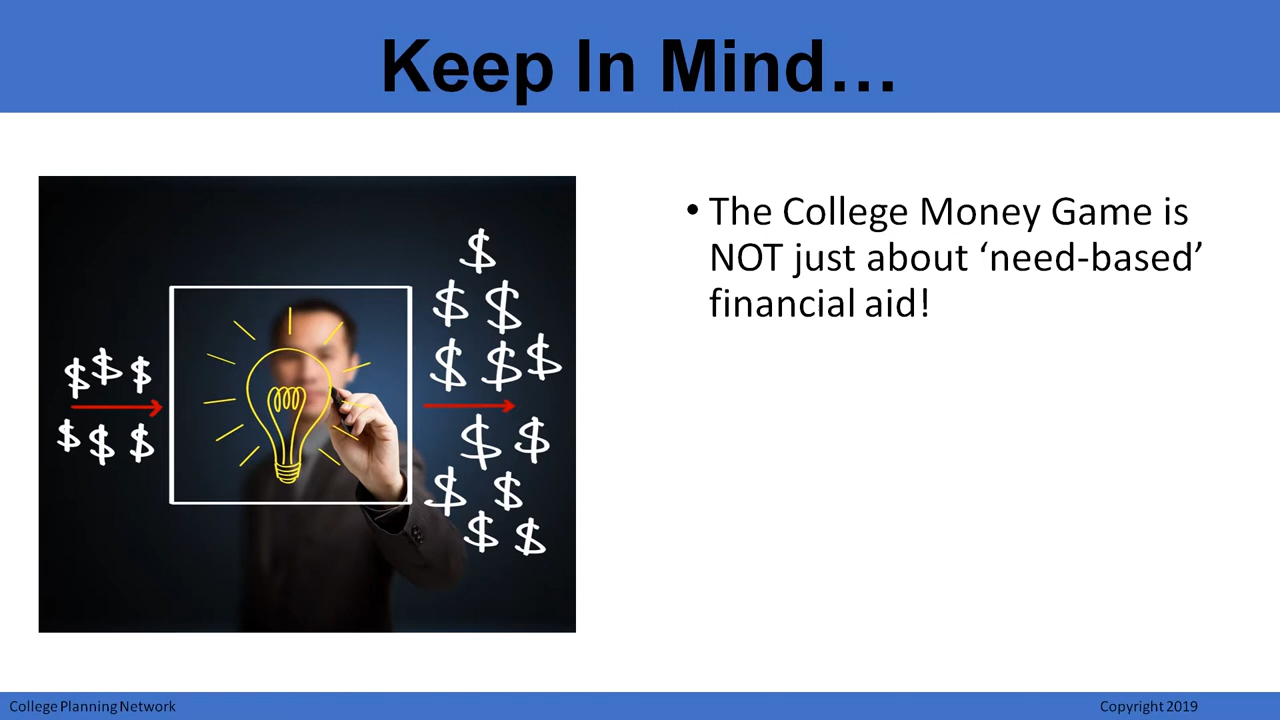 Keep In Mind…
$
$ $
$ $ $
$ $ $
$ $ $
$ $
$ $
$ $
• The College Money Game is
NOT just about ‘need-based’
financial aid!
College Planning Network
Copyright 2019